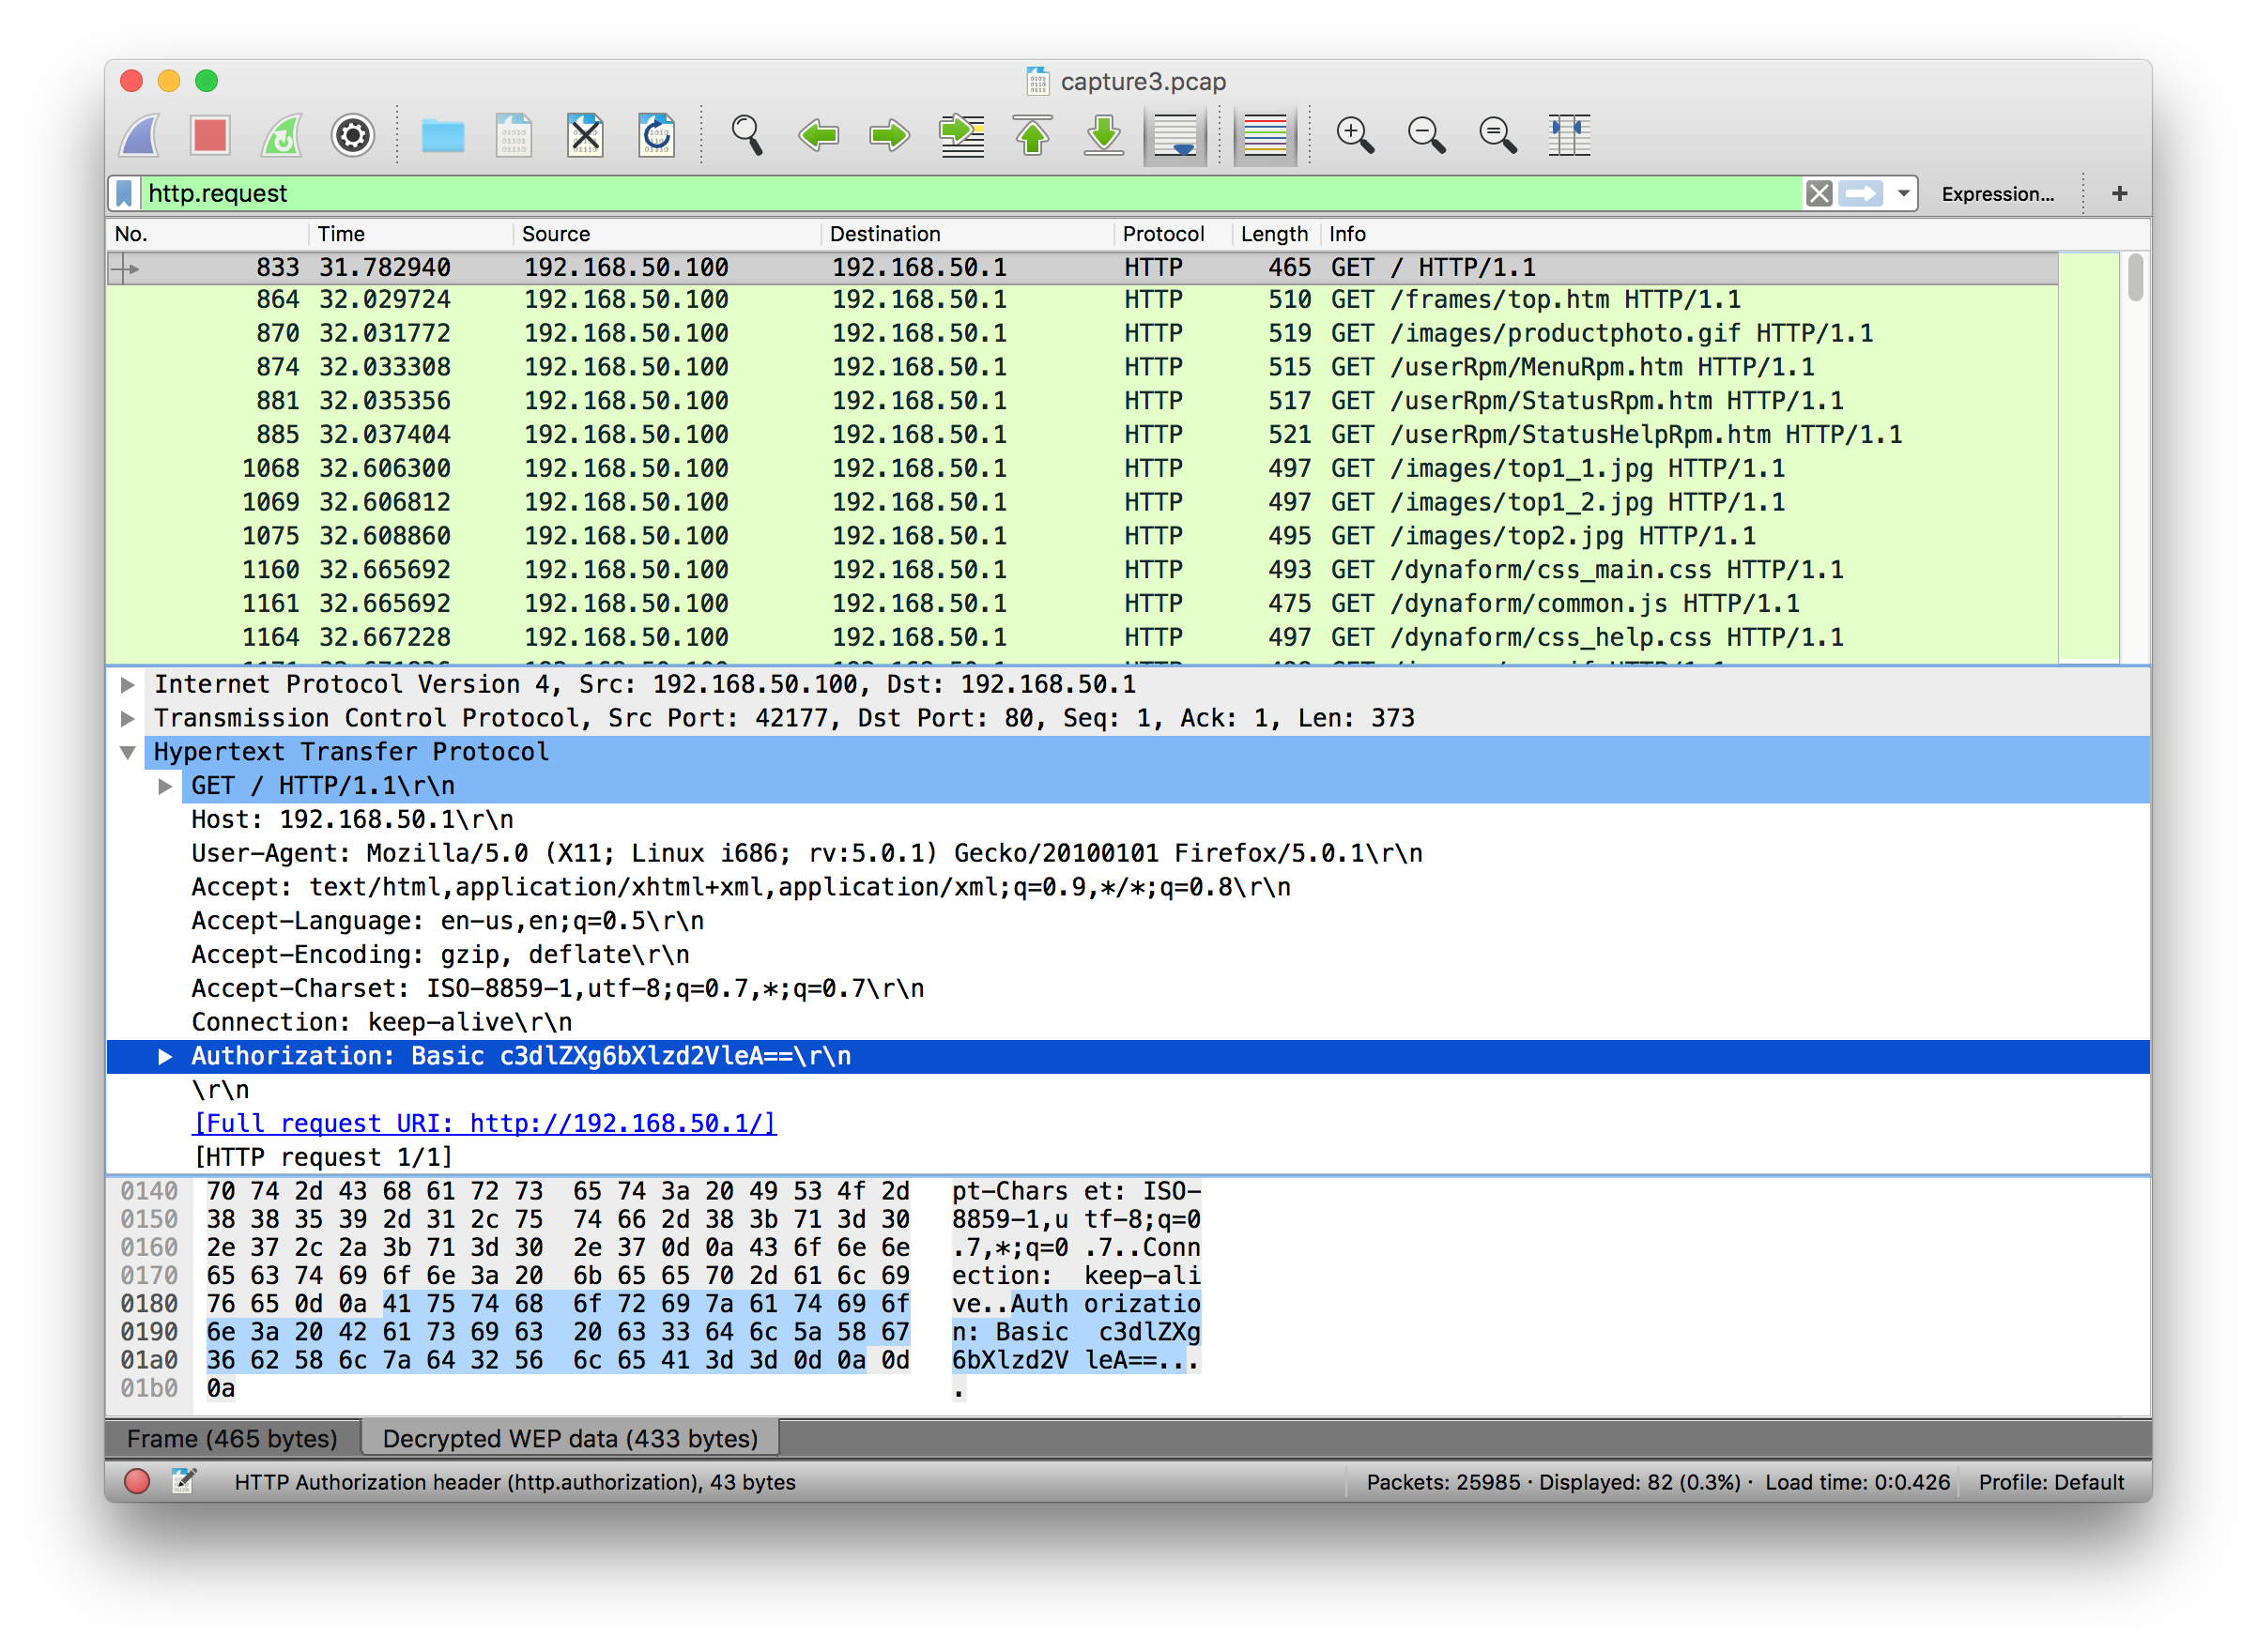 capture3.pcap
http.request
Expression...
+
No. Time Source Destination Protocol Length Info
833 31.782940 192.168.50.100 192.168.50.1 HTTP 465 GET / HTTP/1.1
864 32.029724 192.168.50.100 192.168.50.1 HTTP 510 GET /frames/top.htm HTTP/1.1
870 32.031772 192.168.50.100 192.168.50.1 HTTP 519 GET /images/productphoto.gif HTTP/1.1
874 32.033308 192.168.50.100 192.168.50.1 HTTP 515 GET /userRpm/MenuRpm.htm HTTP/1.1
881 32.035356 192.168.50.100 192.168.50.1 HTTP 517 GET /userRpm/StatusRpm.htm HTTP/1.1
885 32.037404 192.168.50.100 192.168.50.1 HTTP 521 GET /userRpm/StatusHelpRpm.htm HTTP/1.1
1068 32.606300 192.168.50.100 192.168.50.1 HTTP 497 GET /images/top1_1.jpg HTTP/1.1
1069 32.606812 192.168.50.100 192.168.50.1 HTTP 497 GET /images/top1_2.jpg HTTP/1.1
1075 32.608860 192.168.50.100 192.168.50.1 HTTP 495 GET /images/top2.jpg HTTP/1.1
1160 32.665692 192.168.50.100 192.168.50.1 HTTP 493 GET /dynaform/css_main.css HTTP/1.1
1161 32.665692 192.168.50.100 192.168.50.1 HTTP 475 GET /dynaform/common.js HTTP/1.1
1164 32.667228 192.168.50.100 192.168.50.1 HTTP 497 GET /dynaform/css_help.css HTTP/1.1
Internet Protocol Version 4, Src: 192.168.50.100, Dst: 192.168.50.1
Transmission Control Protocol, Src Port: 42177, Dst Port: 80, Seq: 1, Ack: 1, Len: 373
Hypertext Transfer Protocol
GET / HTTP/1.1\r\n
Host: 192.168.50.1\r\n
User-Agent: Mozilla/5.0 (X11; Linux i686; rv:5.0.1) Gecko/20100101 Firefox/5.0.1\r\n
Accept: text/html,application/xhtml+xml,application/xml;q=0.9,*/*;q=0.8\r\n
Accept-Language: en-us,en;q=0.5\r\n
Accept-Encoding: gzip, deflate\r\n
Accept-Charset: ISO-8859-1,utf-8;q=0.7,*;q=0.7\r\n
Connection: keep-alive\r\n
Authorization: Basic c3dlZXg6bXlzd2VleA==\r\n
\r\n
[Full request URI: http://192.168.50.1/]
[HTTP request 1/1]
0140 70 74 2d 43 68 61 72 73 65 74 3a 20 49 53 4f 2d pt-Chars et: ISO-
0150 38 38 35 39 2d 31 2c 75 74 66 2d 38 3b 71 3d 30 8859-1,u tf-8;q=0
0160 2e 37 2c 2a 3b 71 3d 30 2e 37 0d 0a 43 6f 6e 6e .7,*;q=0 .7..Conn
0170 65 63 74 69 6f 6e 3a 20 6b 65 65 70 2d 61 6c 69 ection: keep-ali
0180 76 65 0d 0a 41 75 74 68 6f 72 69 7a 61 74 69 6f ve..Auth orizatio
0190 6e 3a 20 42 61 73 69 63 20 63 33 64 6c 5a 58 67 n: Basic c3dlZXg
01a0 36 62 58 6c 7a 64 32 56 6c 65 41 3d 3d 0d 0a 0d 6bXlzd2V leA==...
01b0 0a .
Frame (465 bytes) Decrypted WEP data (433 bytes)
HTTP Authorization header (http.authorization), 43 bytes Packets: 25985 · Displayed: 82 (0.3%) · Load time: 0:0.426 Profile: Default